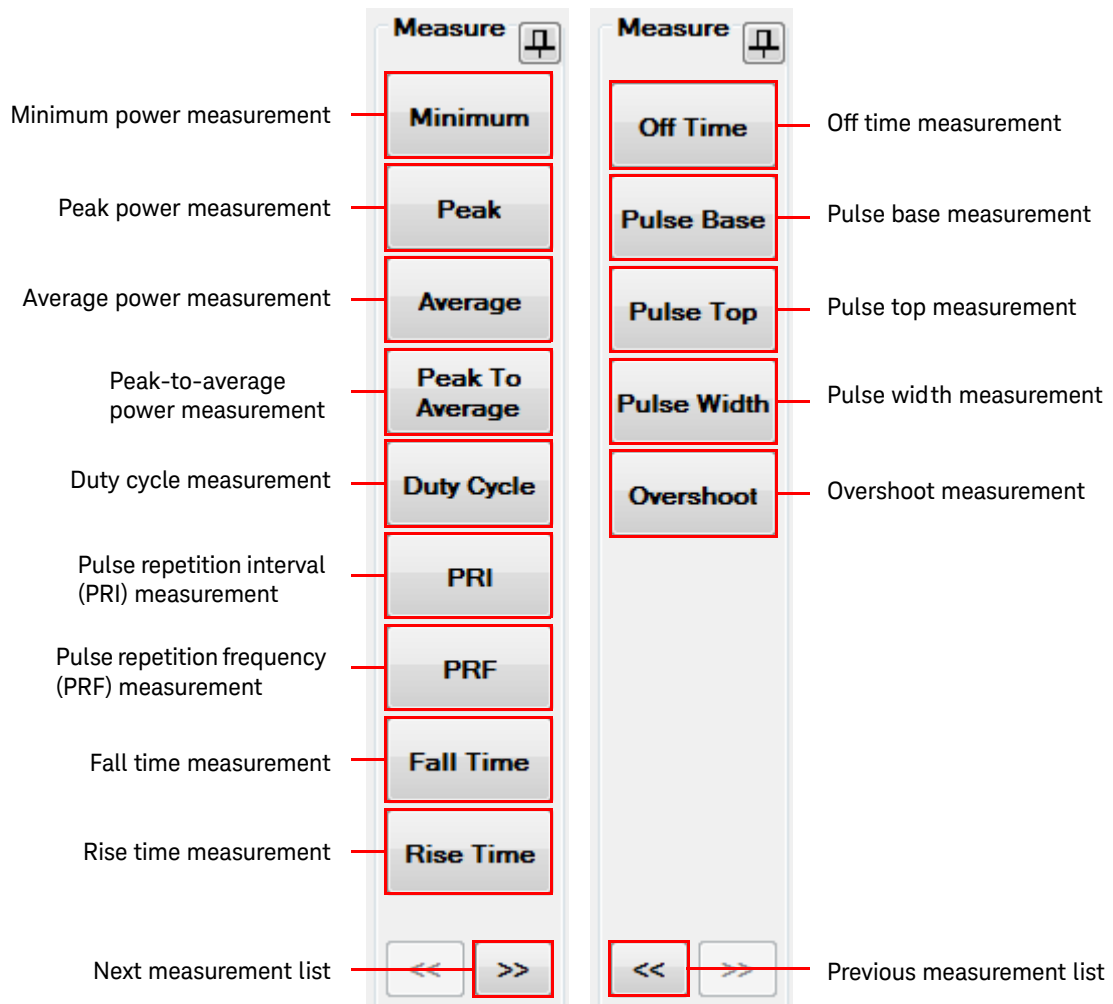 Measure
Measure
Minimum power measurement
Minimum
Off Time
Off time measurement
Peak power measurement
Peak
Pulse Base
Pulse base measurement
Average power measurement
Average
Pulse Top
Pulse top measurement
Peak-to-average
power measurement
Peak To
Average
Pulse Width
Pulse width measurement
Duty cycle measurement
Duty Cycle
Overshoot
Overshoot measurement
Pulse repetition interval
(PRI) measurement
PRI
Pulse repetition frequency
(PRF) measurement
PRF
Fall time measurement
Fall Time
Rise time measurement
Rise Time
Next measurement list
<<
>>
<<
>>
Previous measurement list